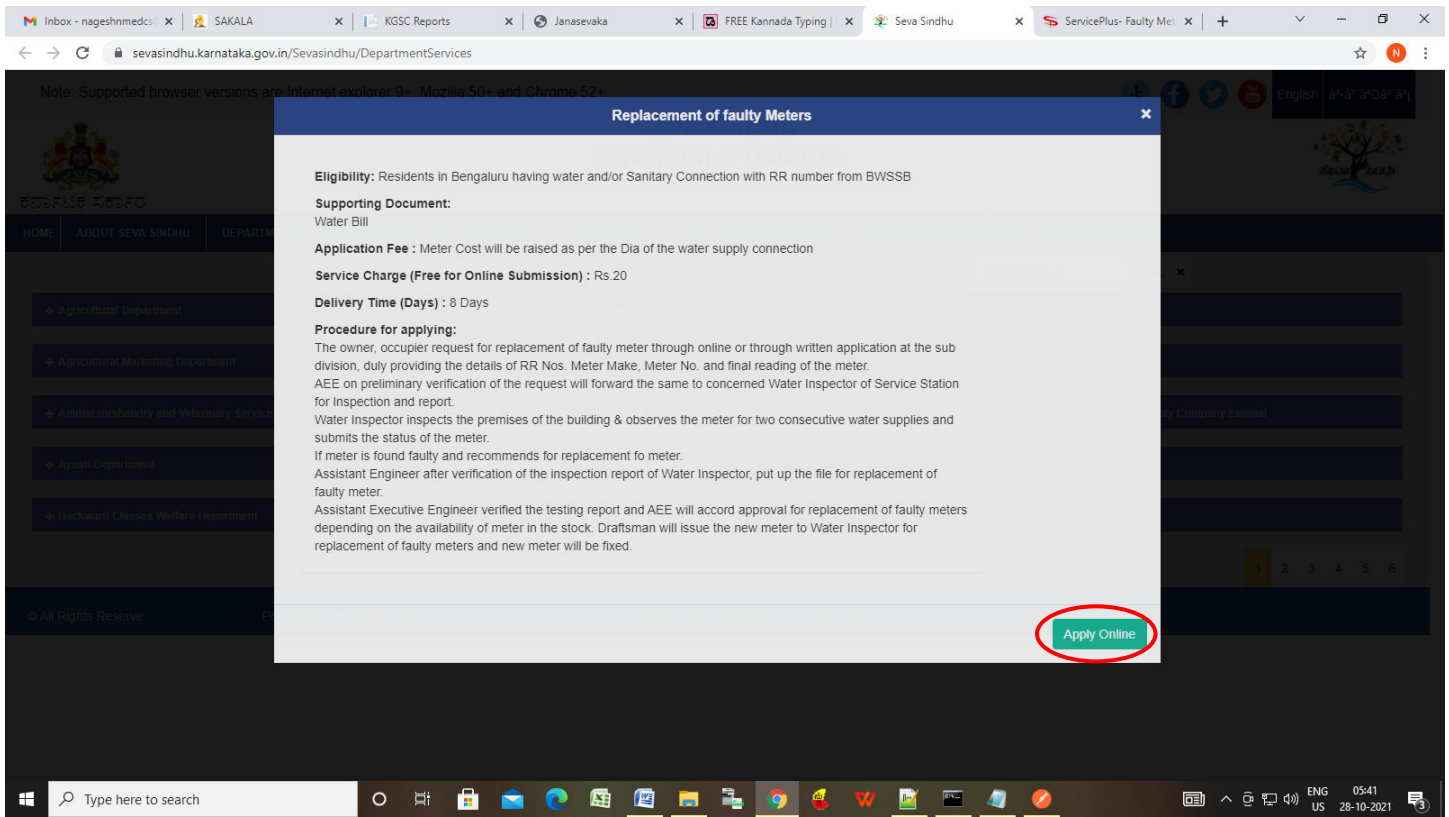 Inbox - nageshnmedcs
SAKALA
KGSC Reports
Janasevaka
FREE Kannada Typing |
Seva Sindhu
ServicePlus- Faulty Met
sevasindhu.karnataka.gov.in/Sevasindhu/DepartmentServices
N
Note: Supported browser versions are Internet explorer 9+, Mozilla 50+ and Chrome 52+
English
Replacement of faulty Meters
GOVERNMENT OF KARNATAKA
Eligibility: Residents in Bengaluru having water and/or Sanitary Connection with RR number from BWSSB
ಕರ್ನಾಟಕ ಸರ್ಕಾರ
Supporting Document:
Water Bill
HOME ABOUT SEVA SINDHU DEPARTM
Application Fee : Meter Cost will be raised as per the Dia of the water supply connection
Service Charge (Free for Online Submission) : Rs.20
Delivery Time (Days) : 8 Days
+ Agricultural Department
Procedure for applying:
The owner, occupier request for replacement of faulty meter through online or through written application at the sub
division, duly providing the details of RR Nos. Meter Make, Meter No. and final reading of the meter.
+ Agricultural Marketing Department
AEE on preliminary verification of the request will forward the same to concerned Water Inspector of Service Station
for Inspection and report.
+ Animal Husbandry and Veterinary Service
ply Company Limited
Water Inspector inspects the premises of the building & observes the meter for two consecutive water supplies and
submits the status of the meter.
If meter is found faulty and recommends for replacement fo meter.
+ Ayush Department
Assistant Engineer after verification of the inspection report of Water Inspector, put up the file for replacement of
faulty meter.
Assistant Executive Engineer verified the testing report and AEE will accord approval for replacement of faulty meters
+ Backward Classes Welfare Department
depending on the availability of meter in the stock. Draftsman will issue the new meter to Water Inspector for
replacement of faulty meters and new meter will be fixed.
1 2 3 4 5 6
© All Rights Reserve
Apply Online
Type here to search
ENG 05:41
US 28-10-2021
3